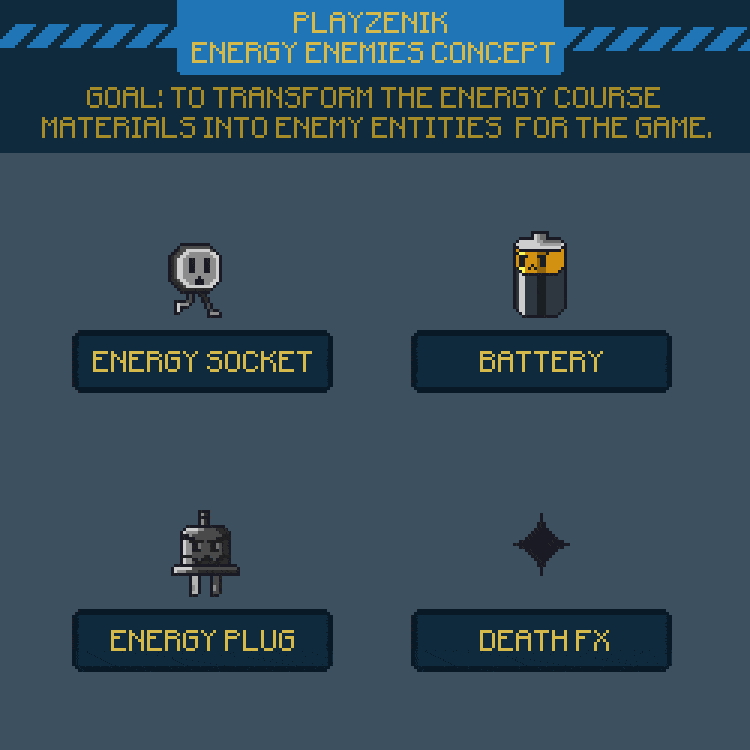 PLAYZENIK
ENERGY ENEMIES CONCEPT
GOAL: TO TRANSFORM THE ENERGY COURSE
MATERIALS INTO ENEMY ENTITIES FOR THE GAME.
ENERGY SOCKET
BATTERY
ENERGY PLUG
DEATH FX